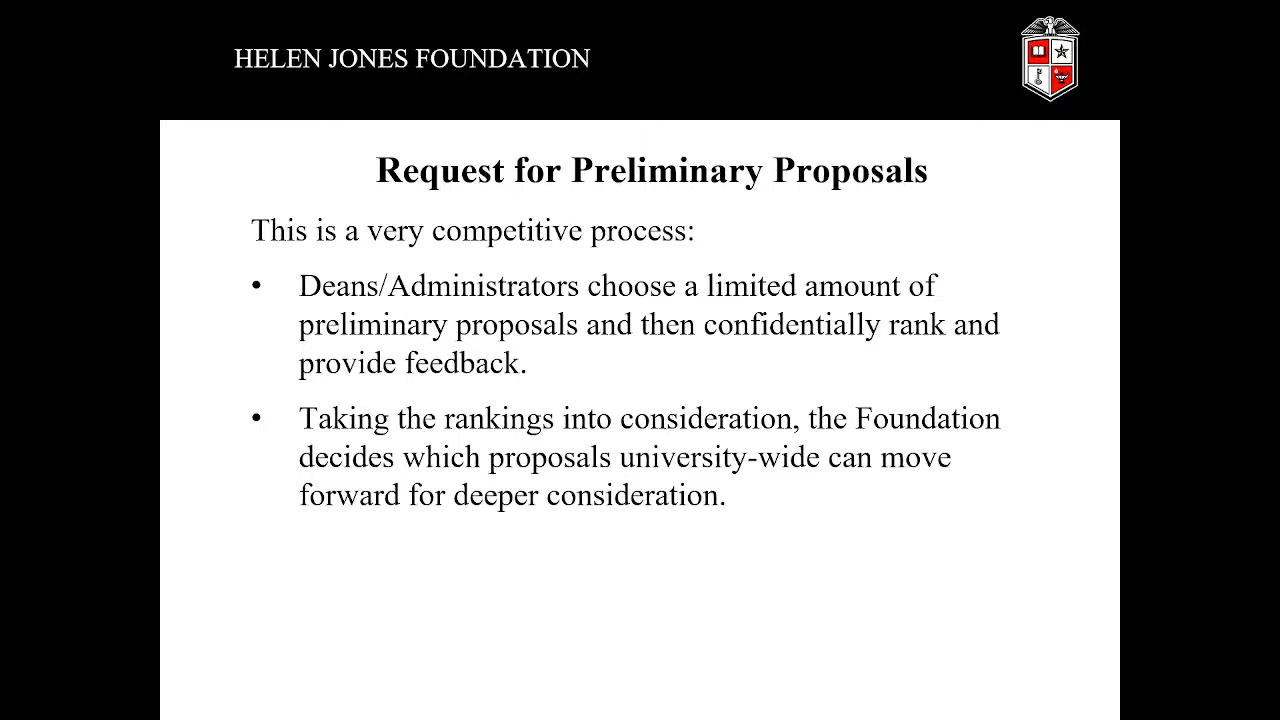 HELEN JONES FOUNDATION
Request for Preliminary Proposals
This is a very competitive process:
• Deans/Administrators choose a limited amount of
preliminary proposals and then confidentially rank and
provide feedback.
• Taking the rankings into consideration, the Foundation
decides which proposals university-wide can move
forward for deeper consideration.